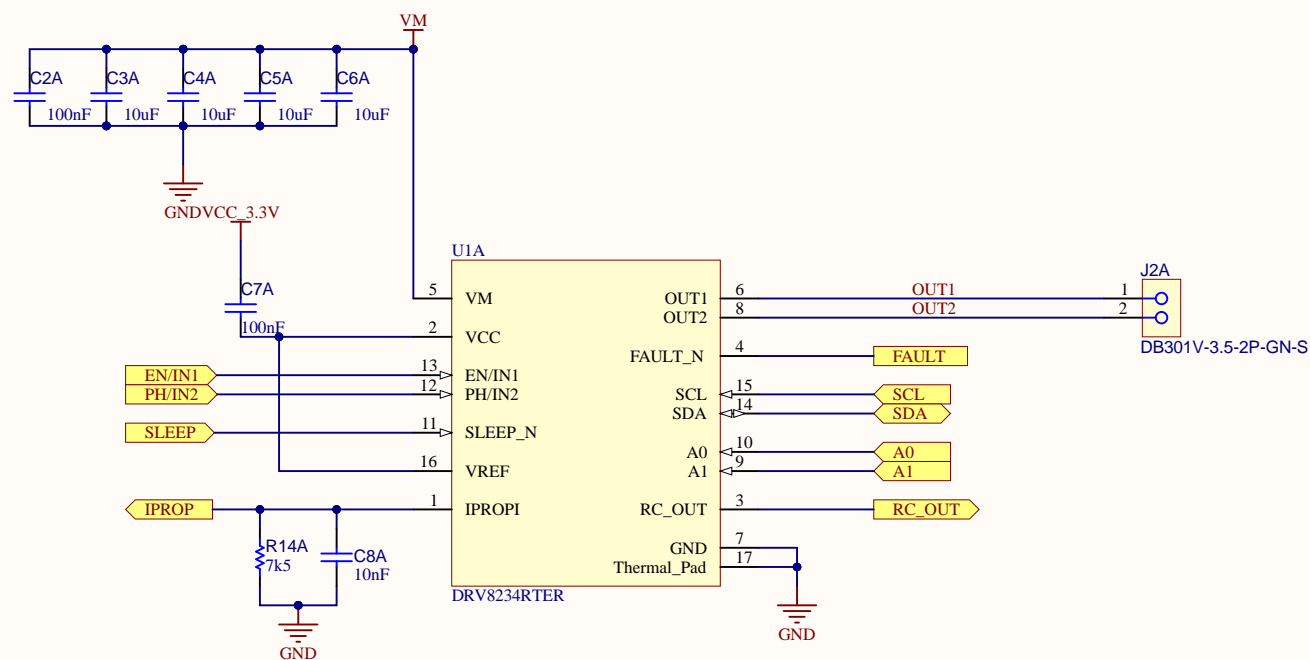 VM
C2A
C3A
C4A
C5A
C6A
100nF
10uF
10uF
10uF
10uF
GND
VCC_3.3V
C7A
100nF
U1A
5
VM
2
VCC
EN/IN1
13
EN/IN1
PH/IN2
12
PH/IN2
SLEEP
11
SLEEP_N
16
VREF
IPROP
1
IPROPI
R14A
7k5
C8A
10nF
GND
OUT1
6
OUT1
OUT2
8
OUT2
FAULT_N
4
FAULT
SCL
15
SCL
SDA
14
SDA
A0
10
A0
A1
9
A1
RC_OUT
3
RC_OUT
GND
7
Thermal_Pad
17
GND
DRV8234RTER
J2A
1
2
DB301V-3.5-2P-GN-S